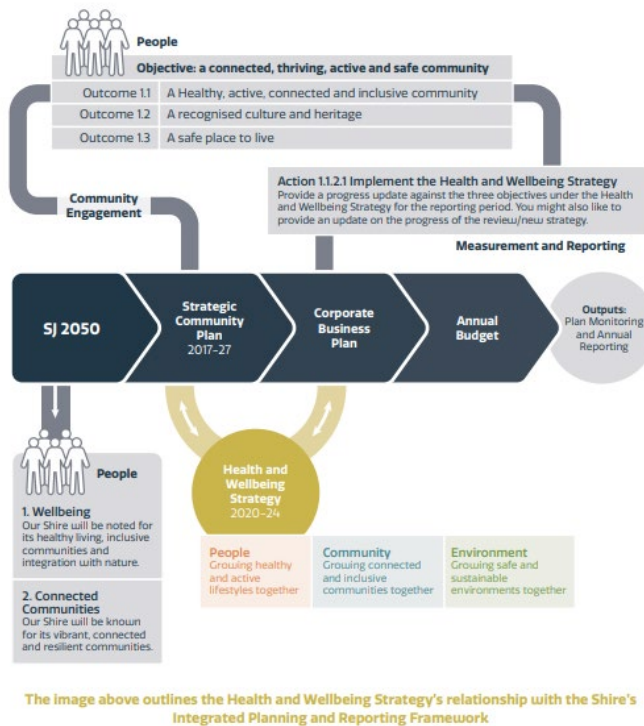 People
Objective: a connected, thriving, active and safe community
Outcome 1.1 A Healthy, active, connected and inclusive community
Outcome 1.2 A recognised culture and heritage
Outcome 1.3 A safe place to live
Community
Engagement
Action 1.1.2.1 Implement the Health and Wellbeing Strategy
Provide a progress update against the three objectives under the Health
and Wellbeing Strategy for the reporting period. You might also like to
provide an update on the progress of the review/new strategy.
Measurement and Reporting
SJ 2050
Strategic
Community
Plan
2017-27
Corporate
Business
Plan
Annual
Budget
Outputs:
Plan Monitoring
and Annual
Reporting
People
1. Wellbeing
Our Shire will be noted for
its healthy living, inclusive
communities and
integration with nature.
2. Connected
Communities
Our Shire will be known
for its vibrant, connected
and resilient communities.
Health and
Wellbeing
Strategy
2020-24
People
Growing healthy
and active
lifestyles together
Community
Growing connected
and inclusive
communities together
Environment
Growing safe and
sustainable
environments together
The image above outlines the Health and Wellbeing Strategy's relationship with the Shire's
Integrated Planning and Reporting Framework